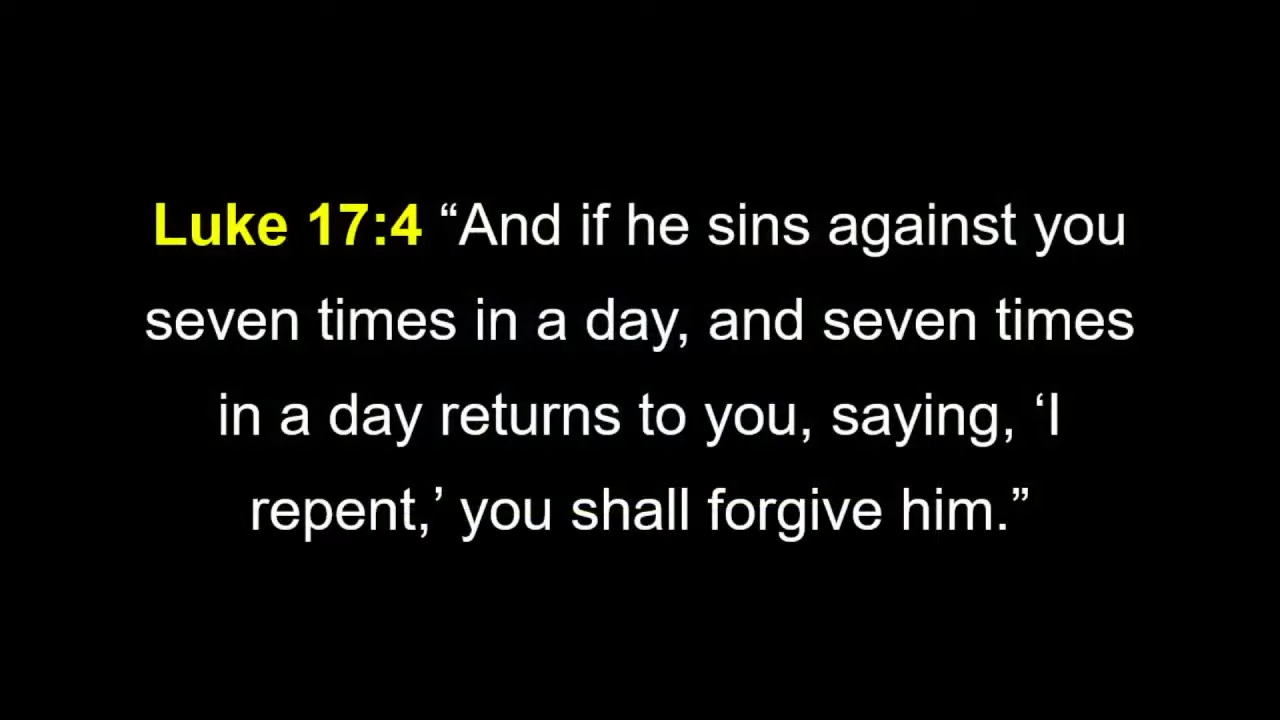 Luke 17:4 “And if he sins against you
seven times in a day, and seven times
in a day returns to you, saying, ‘I
repent,’ you shall forgive him.”